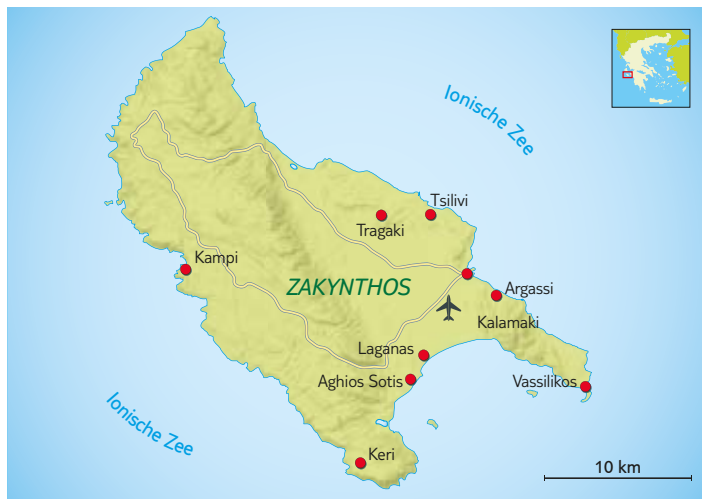 Ionische Zee
Tsilivi
Tragaki
Kampi
ZAKYNTHOS
Argassi
Kalamaki
Laganas
Aghios Sotis
Vassilikos
Ionische Zee
Keri
10 km